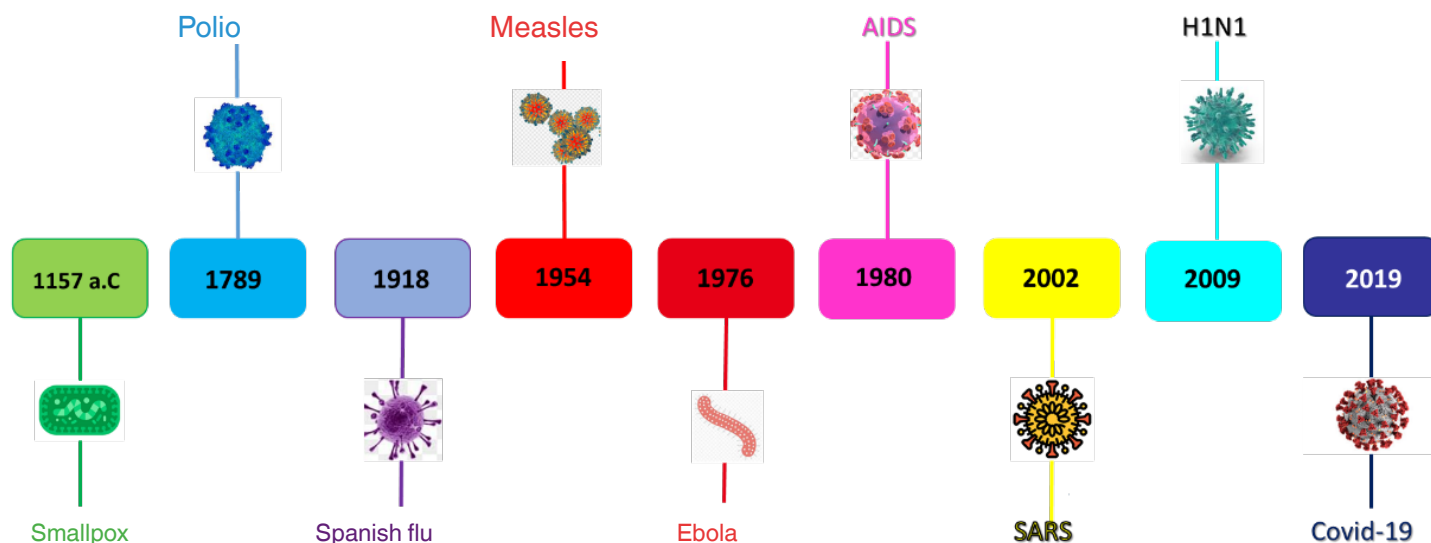 Polio
Measles
AIDS
H1N1
1157 a.C
1789
1918
1954
1976
1980
2002
2009
2019
Smallpox
Spanish flu
Ebola
SARS
Covid-19